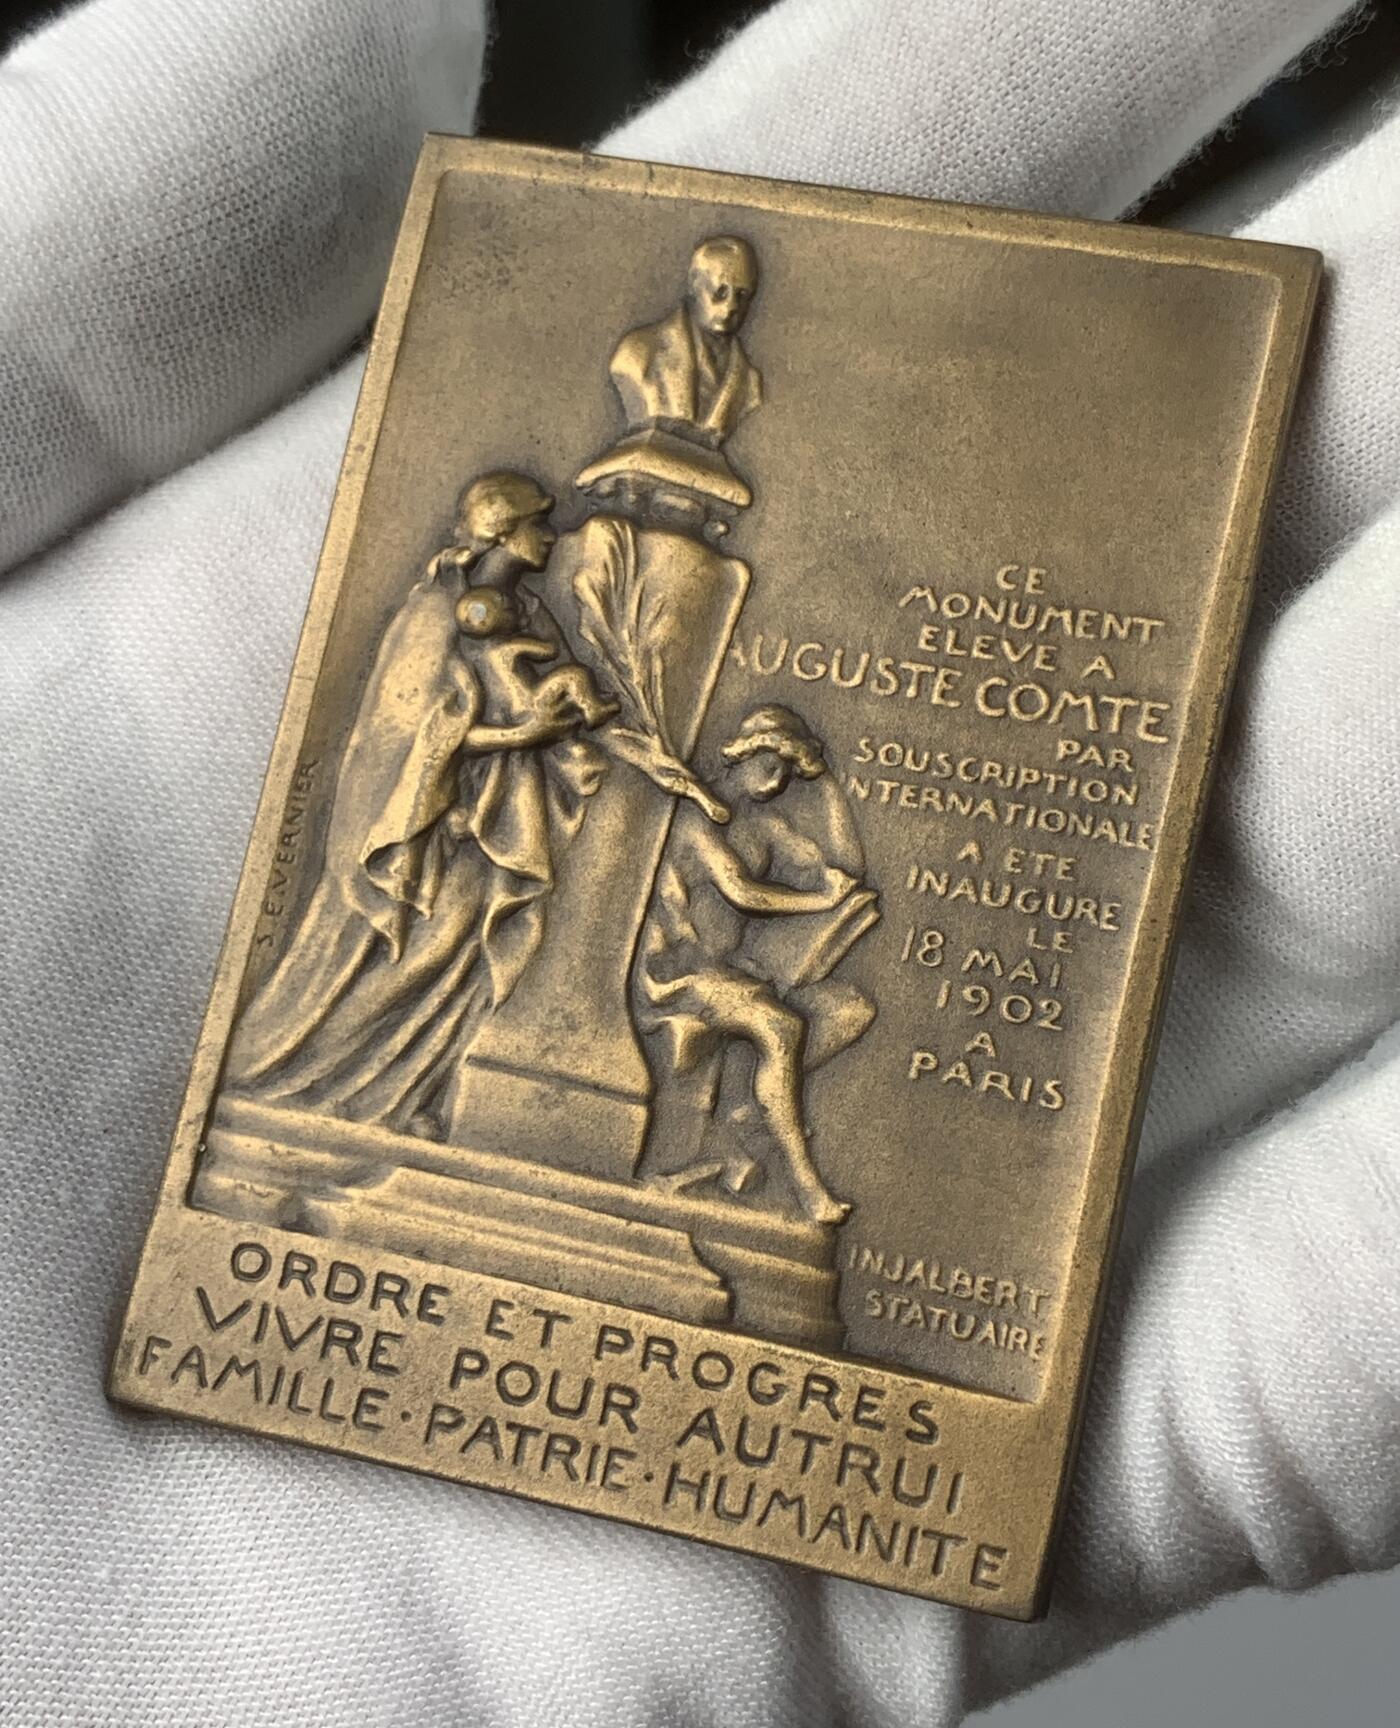 CE
MONUMENT
ELEVE A
AUGUSTE COMTE
PAR
SOUSCRIPTION
INTERNATIONALE
A ETE
INAUGURE
LE
18 MAI
1902
A
PARIS
S.E.VERNIER
INJALBERT
STATUAIRE
ORDRE ET PROGRES
VIVRE POUR AUTRUI
FAMILLE·PATRIE·HUMANITE